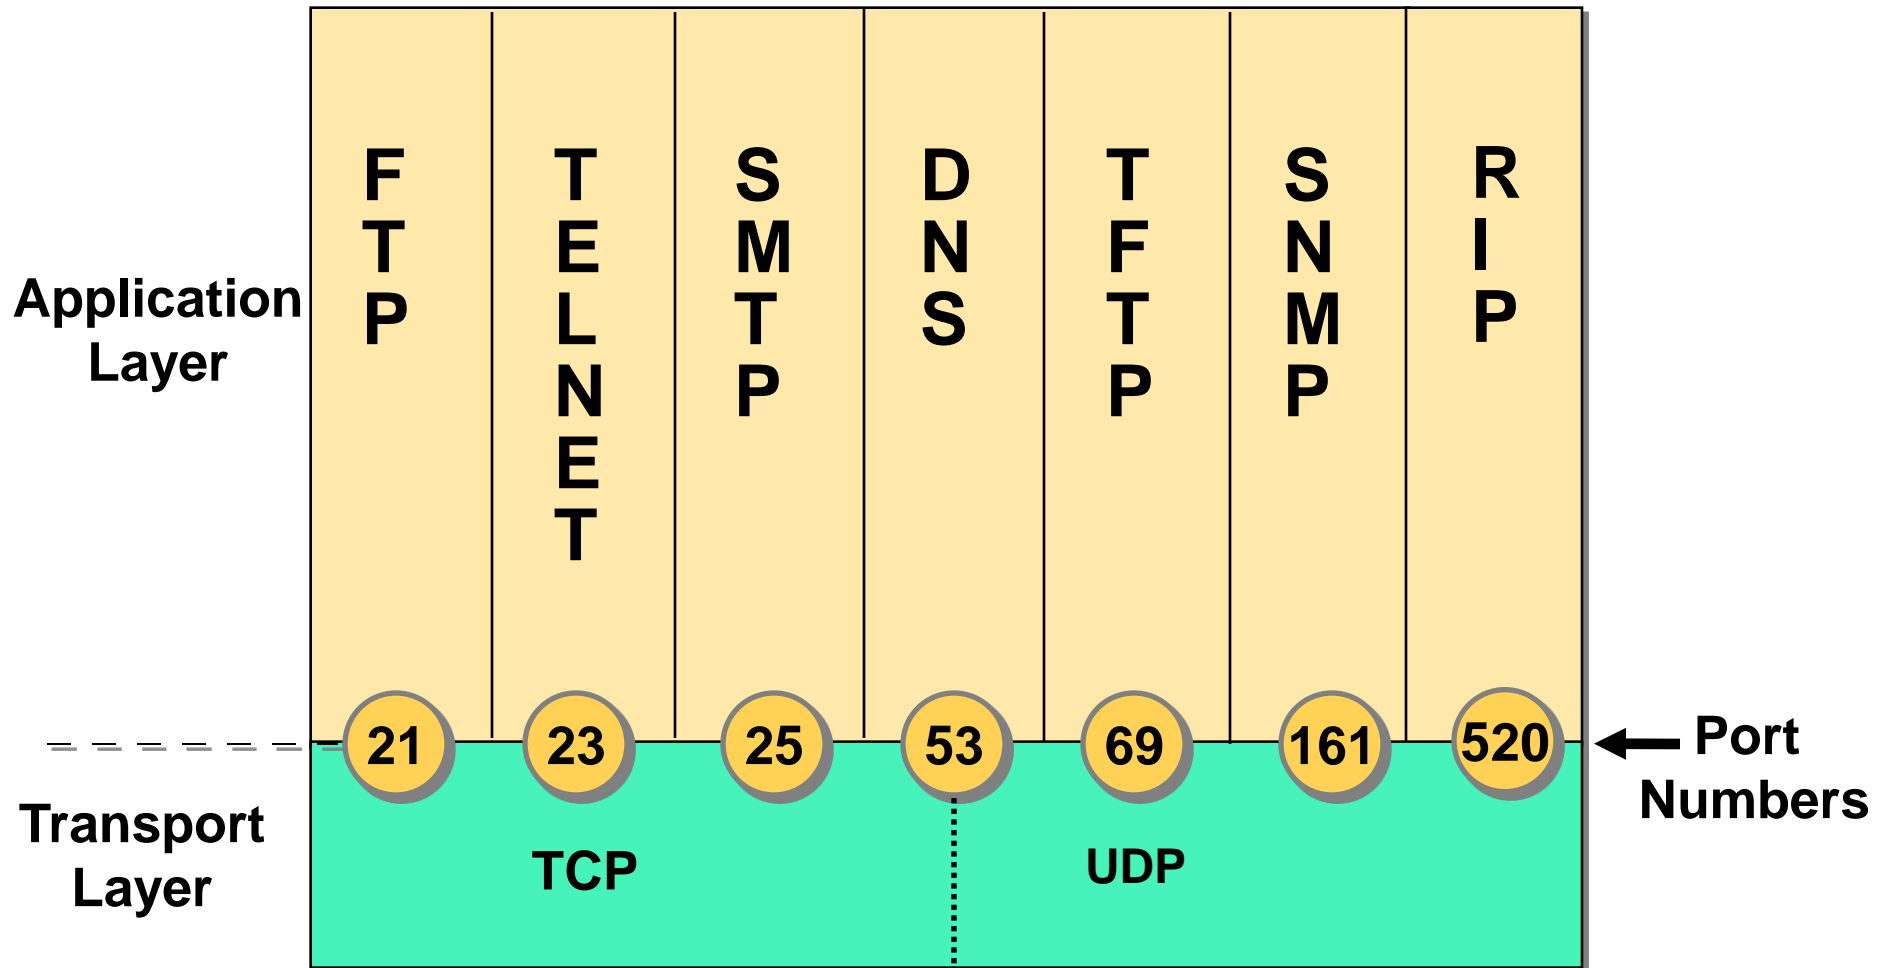 FTP
TELNET
SMTP
DNS
TFTP
SNMP
RIP
Application
Layer
21
23
25
53
69
161
520
Port
Numbers
Transport
Layer
TCP
UDP